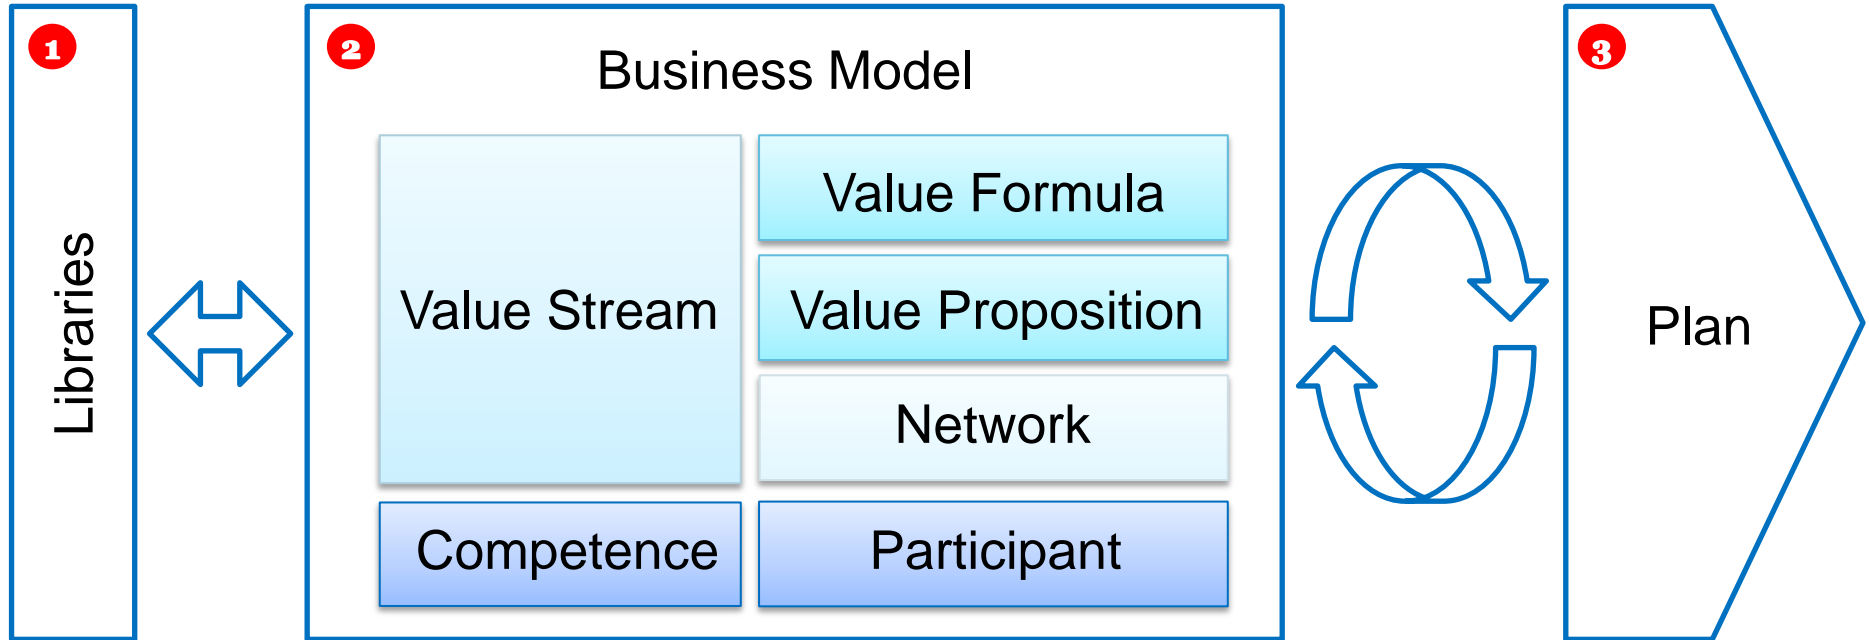 1
Libraries
2
Business Model
Value Stream
Value Formula
Value Proposition
Network
Competence
Participant
3
Plan